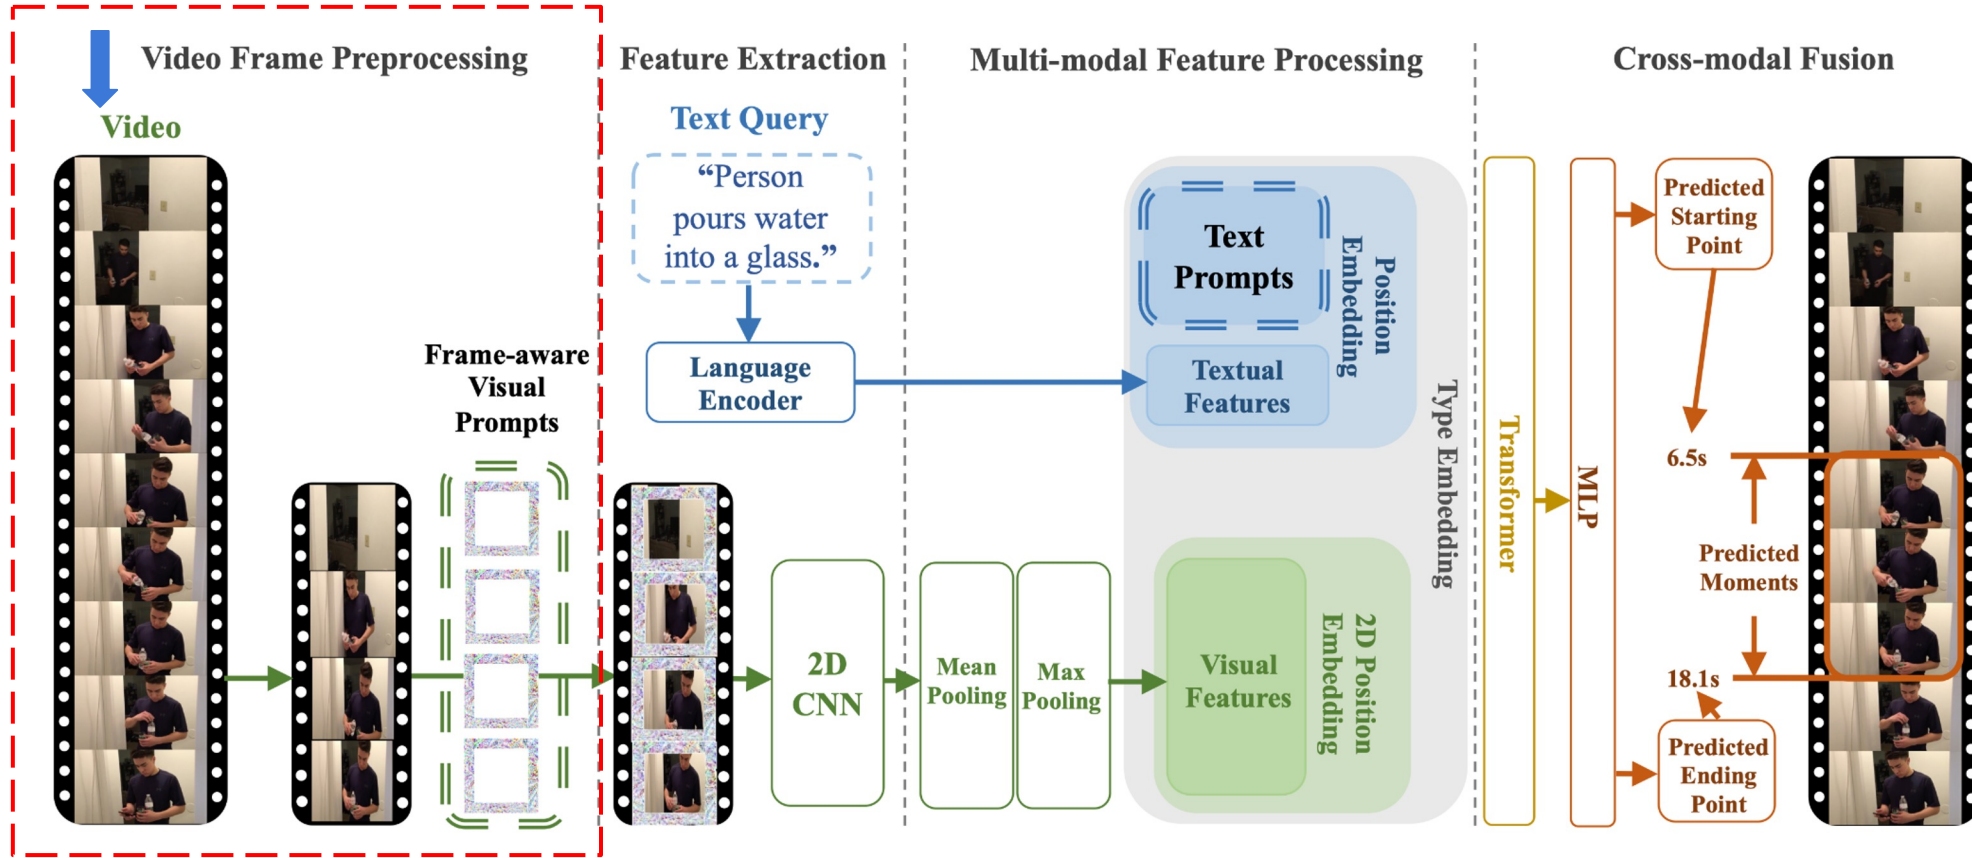 Video Frame Preprocessing
Video
Frame-aware
Visual
Prompts
Feature Extraction
Text Query
“Person
pours water
into a glass.”
Language
Encoder
2D
CNN
Multi-modal Feature Processing
Text
Prompts
Position
Embedding
Textual
Features
Type Embedding
Mean
Pooling
Max
Pooling
Visual
Features
2D Position
Embedding
Cross-modal Fusion
Transformer
MLP
Predicted
Starting
Point
6.5s
Predicted
Moments
18.1s
Predicted
Ending
Point